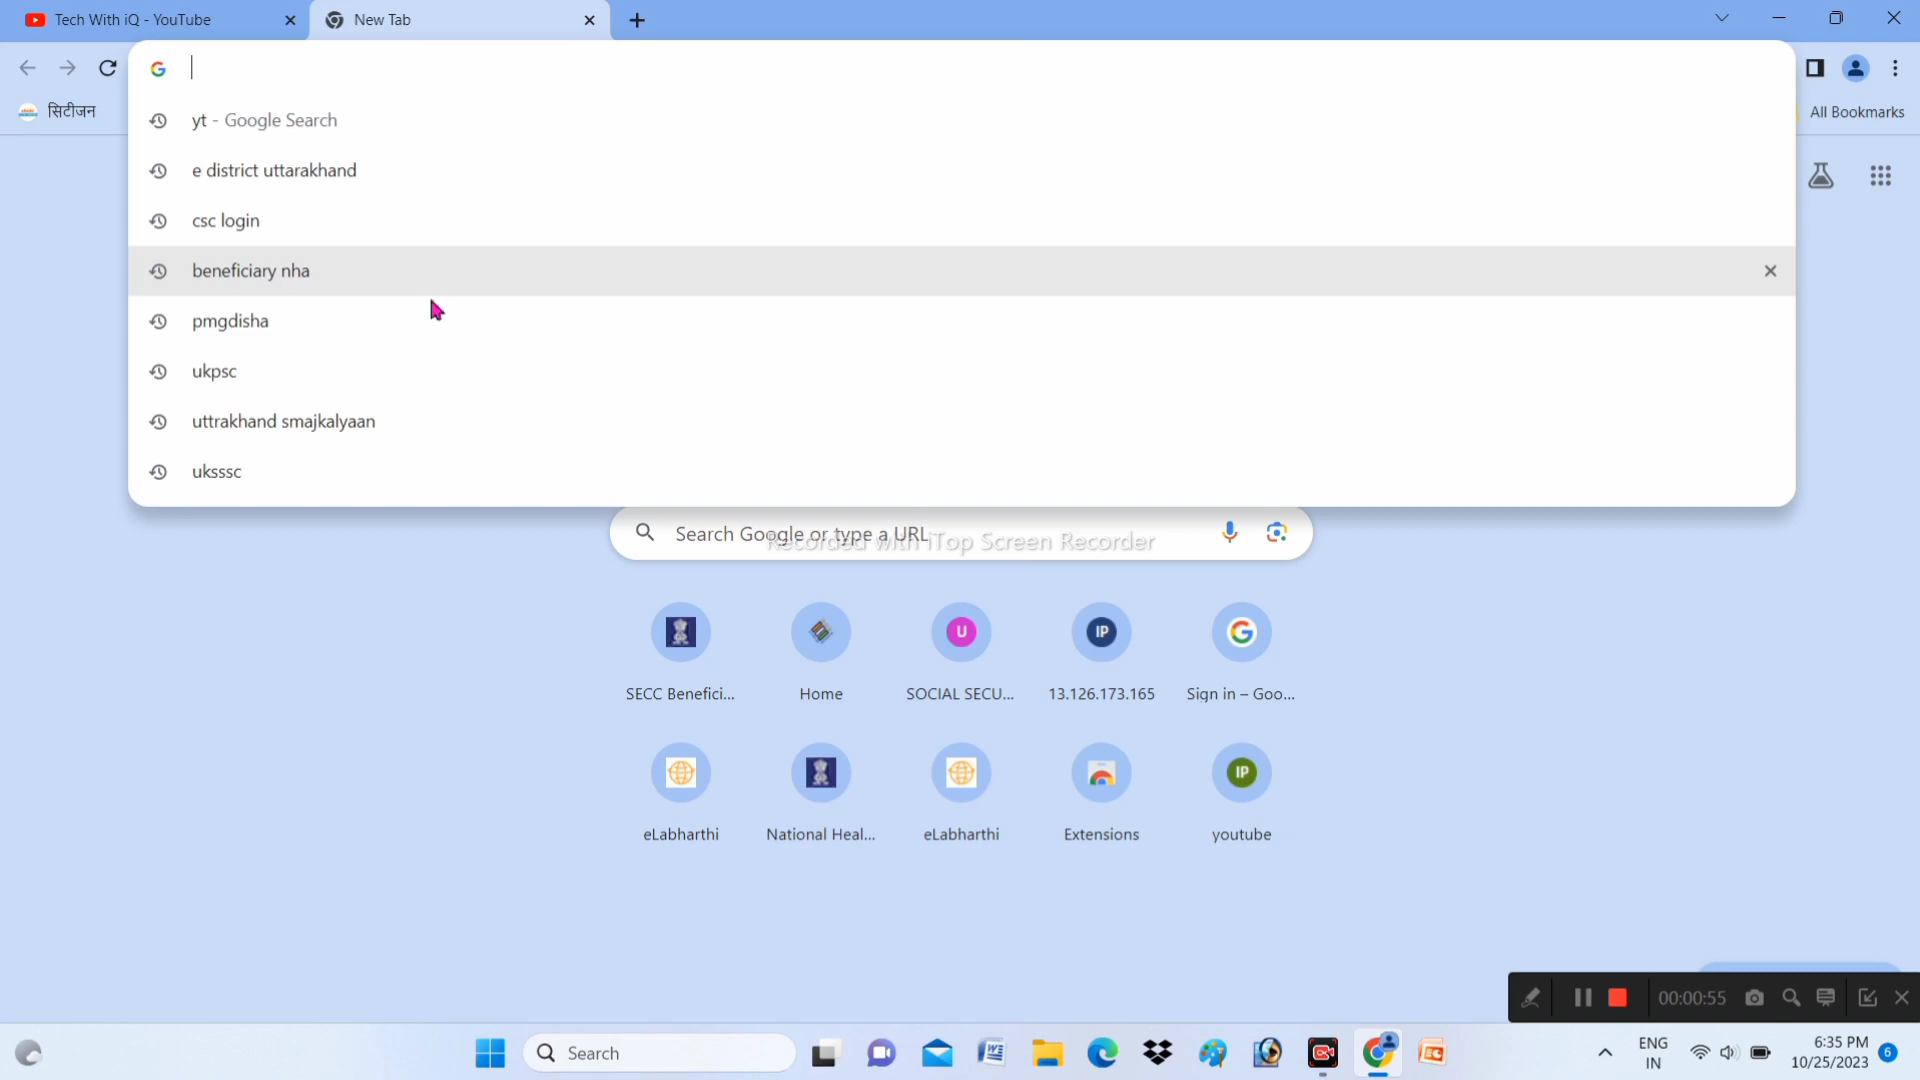 Tech With iQ - YouTube
New Tab
सिटीजन
All Bookmarks
yt - Google Search
e district uttarakhand
csc login
beneficiary nha
pmgdisha
ukpsc
uttrakhand smajkalyaan
uksssc
Search Google or type a URL
Recorded with iTop Screen Recorder
U
IP
SECC Benefici...
Home
SOCIAL SECU...
13.126.173.165
Sign in – Goo...
IP
eLabharthi
National Heal...
eLabharthi
Extensions
youtube
00:00:55
Search
ENG
IN
6:35 PM
10/25/2023
6